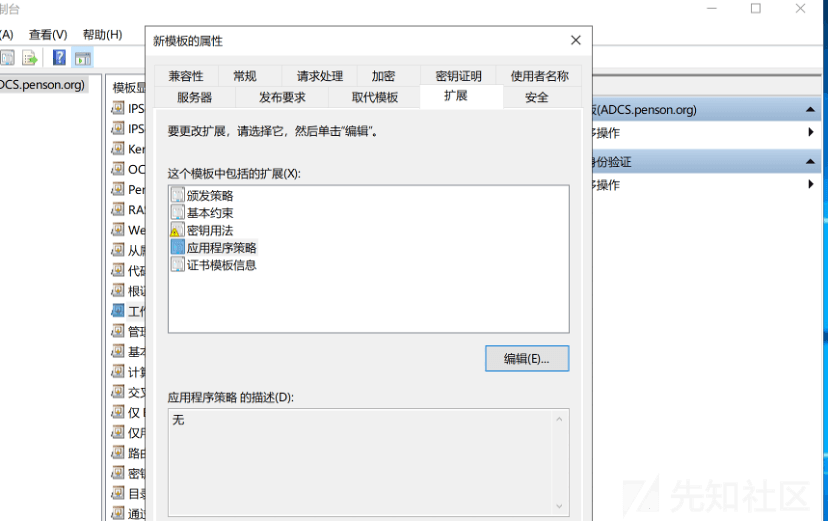 制台
(A) 查看(V) 帮助(H)
新模板的属性
兼容性 常规 请求处理 加密 密钥证明 使用者名称
服务器 发布要求 取代模板 扩展 安全
要更改扩展，请选择它，然后单击“编辑”。
这个模板中包括的扩展(X):
颁发策略
基本约束
密钥用法
应用程序策略
证书模板信息
编辑(E)...
应用程序策略 的描述(D):
无
DCS.penson.org)
模板显
IPS
IPS
Ker
OC
Per
RAS
We
从属
代码
根证
工作
管理
基本
计算
交叉
仅 E
仅用
路由
密钥
目录
通过
(ADCS.penson.org)
操作
身份验证
操作
先知社区